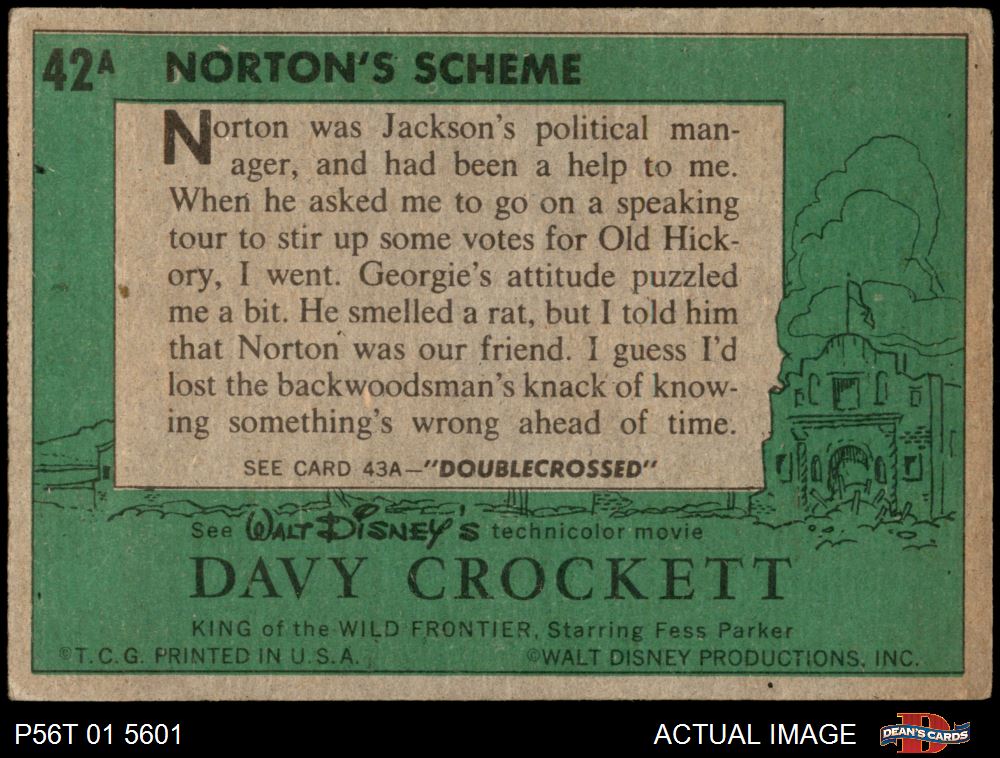 42A NORTON'S SCHEME
Norton was Jackson's political man-
ager, and had been a help to me.
When he asked me to go on a speaking
tour to stir up some votes for Old Hick-
ory, I went. Georgie's attitude puzzled
me a bit. He smelled a rat, but I told him
that Norton was our friend. I guess I'd
lost the backwoodsman's knack of know-
ing something's wrong ahead of time.
SEE CARD 43A—"DOUBLECROSSED"
See WALT DISNEY'S technicolor movie
DAVY CROCKETT
KING of the WILD FRONTIER, Starring Fess Parker
©T.C.G. PRINTED IN U.S.A. ©WALT DISNEY PRODUCTIONS, INC.
P56T 01 5601 ACTUAL IMAGE DEAN'S CARDS